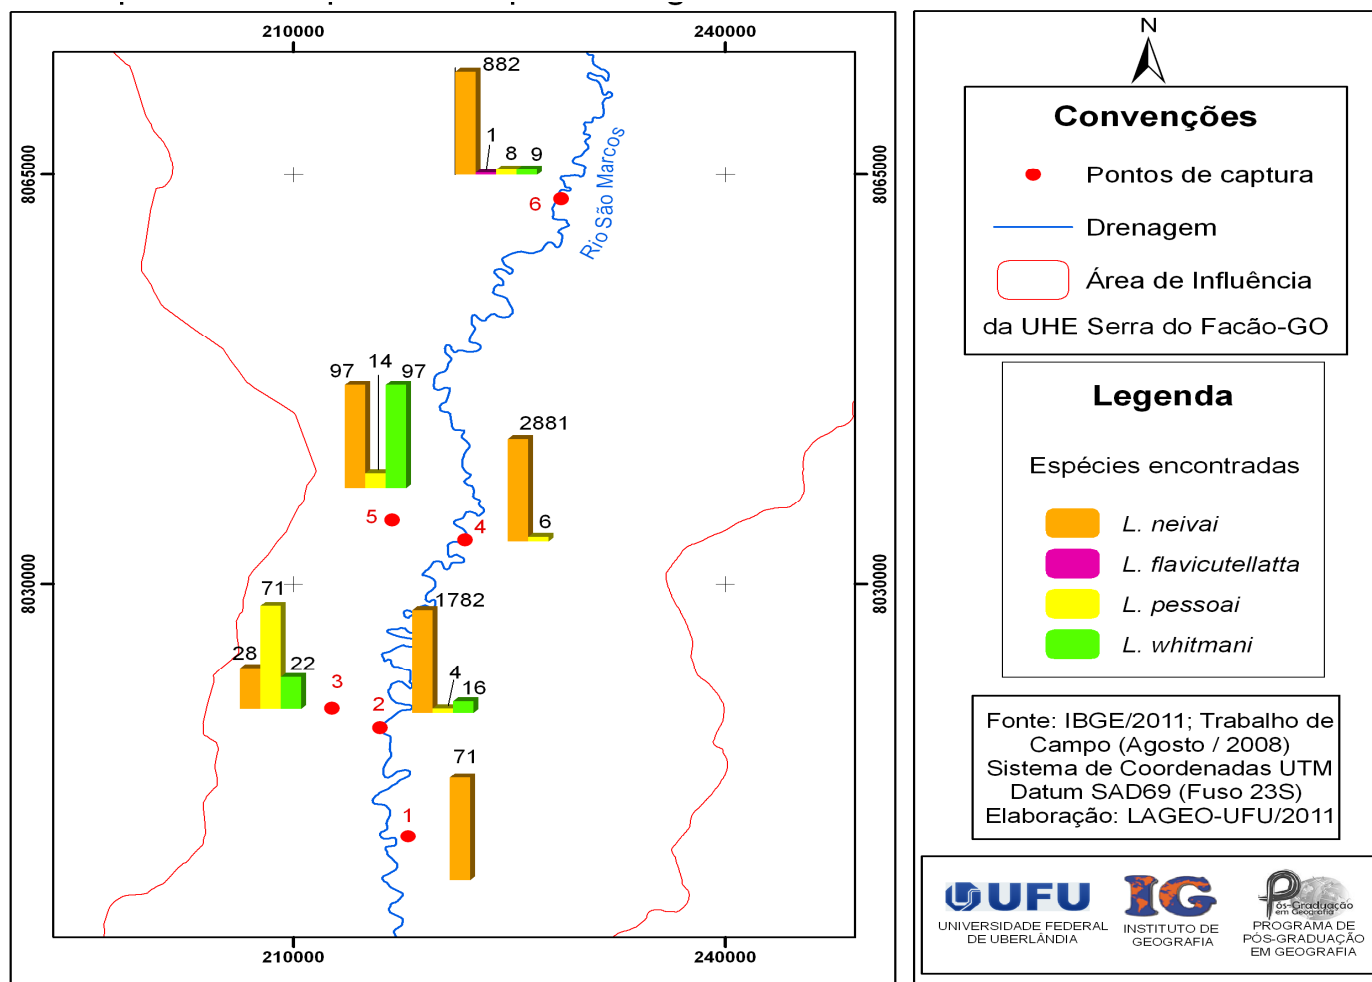 210000
240000
882
1
8
9
6
Rio São Marcos
8065000
8065000
97
14
97
2881
6
5
4
8030000
8030000
71
28
22
3
1782
4
16
2
71
1
210000
240000
N
Convenções
Pontos de captura
Drenagem
Área de Influência
da UHE Serra do Facão-GO
Legenda
Espécies encontradas
L. neivai
L. flavicutellatta
L. pessoai
L. whitmani
Fonte: IBGE/2011; Trabalho de
Campo (Agosto / 2008)
Sistema de Coordenadas UTM
Datum SAD69 (Fuso 23S)
Elaboração: LAGEO-UFU/2011
UFU
UNIVERSIDADE FEDERAL
DE UBERLÂNDIA
IG
INSTITUTO DE
GEOGRAFIA
Pós-Graduação
em Geografia
PROGRAMA DE
PÓS-GRADUAÇÃO
EM GEOGRAFIA